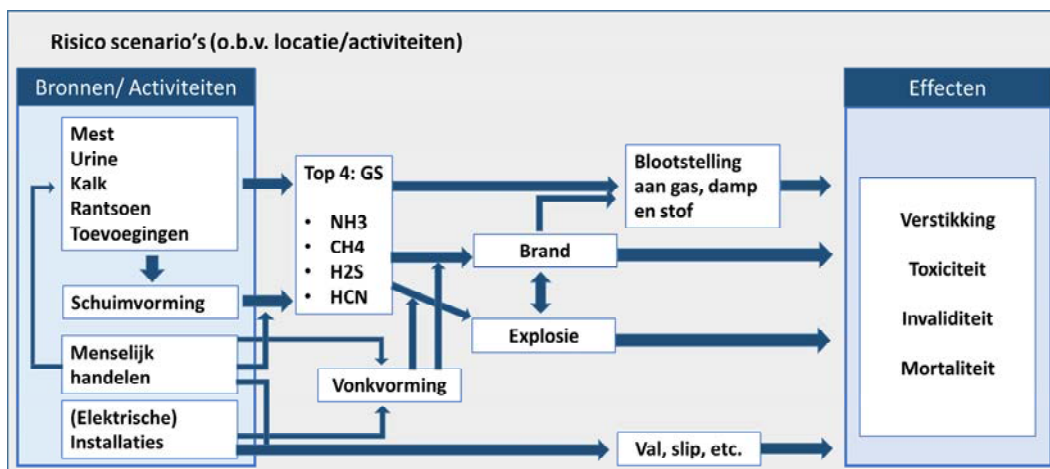 Risico scenario's (o.b.v. locatie/activiteiten)
Bronnen/ Activiteiten
Mest
Urine
Kalk
Rantsoen
Toevoegingen
Schuimvorming
Menselijk
handelen
(Elektrische)
Installaties
Top 4: GS
• NH3
• CH4
• H2S
• HCN
Vonkvorming
Blootstelling
aan gas, damp
en stof
Brand
Explosie
Val, slip, etc.
Effecten
Verstikking
Toxiciteit
Invaliditeit
Mortaliteit